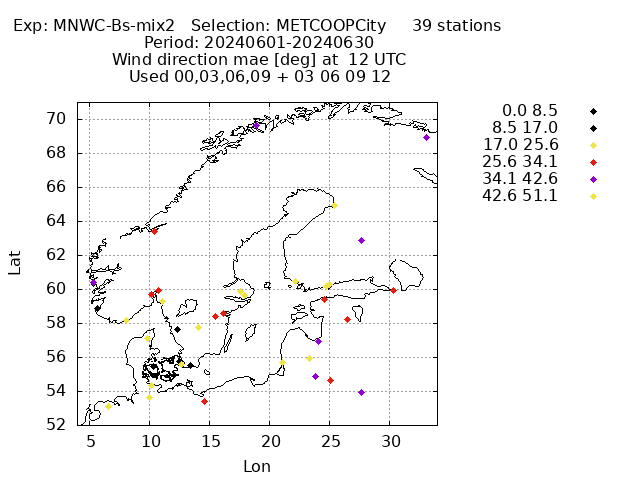 Exp: MNWC-Bs-mix2 Selection: METCOOPCity 39 stations
Period: 20240601-20240630
Wind direction mae [deg] at 12 UTC
Used 00,03,06,09 + 03 06 09 12
0.0 8.5
8.5 17.0
17.0 25.6
25.6 34.1
34.1 42.6
42.6 51.1
70
68
66
64
62
60
58
56
54
52
Lat
5 10 15 20 25 30
Lon